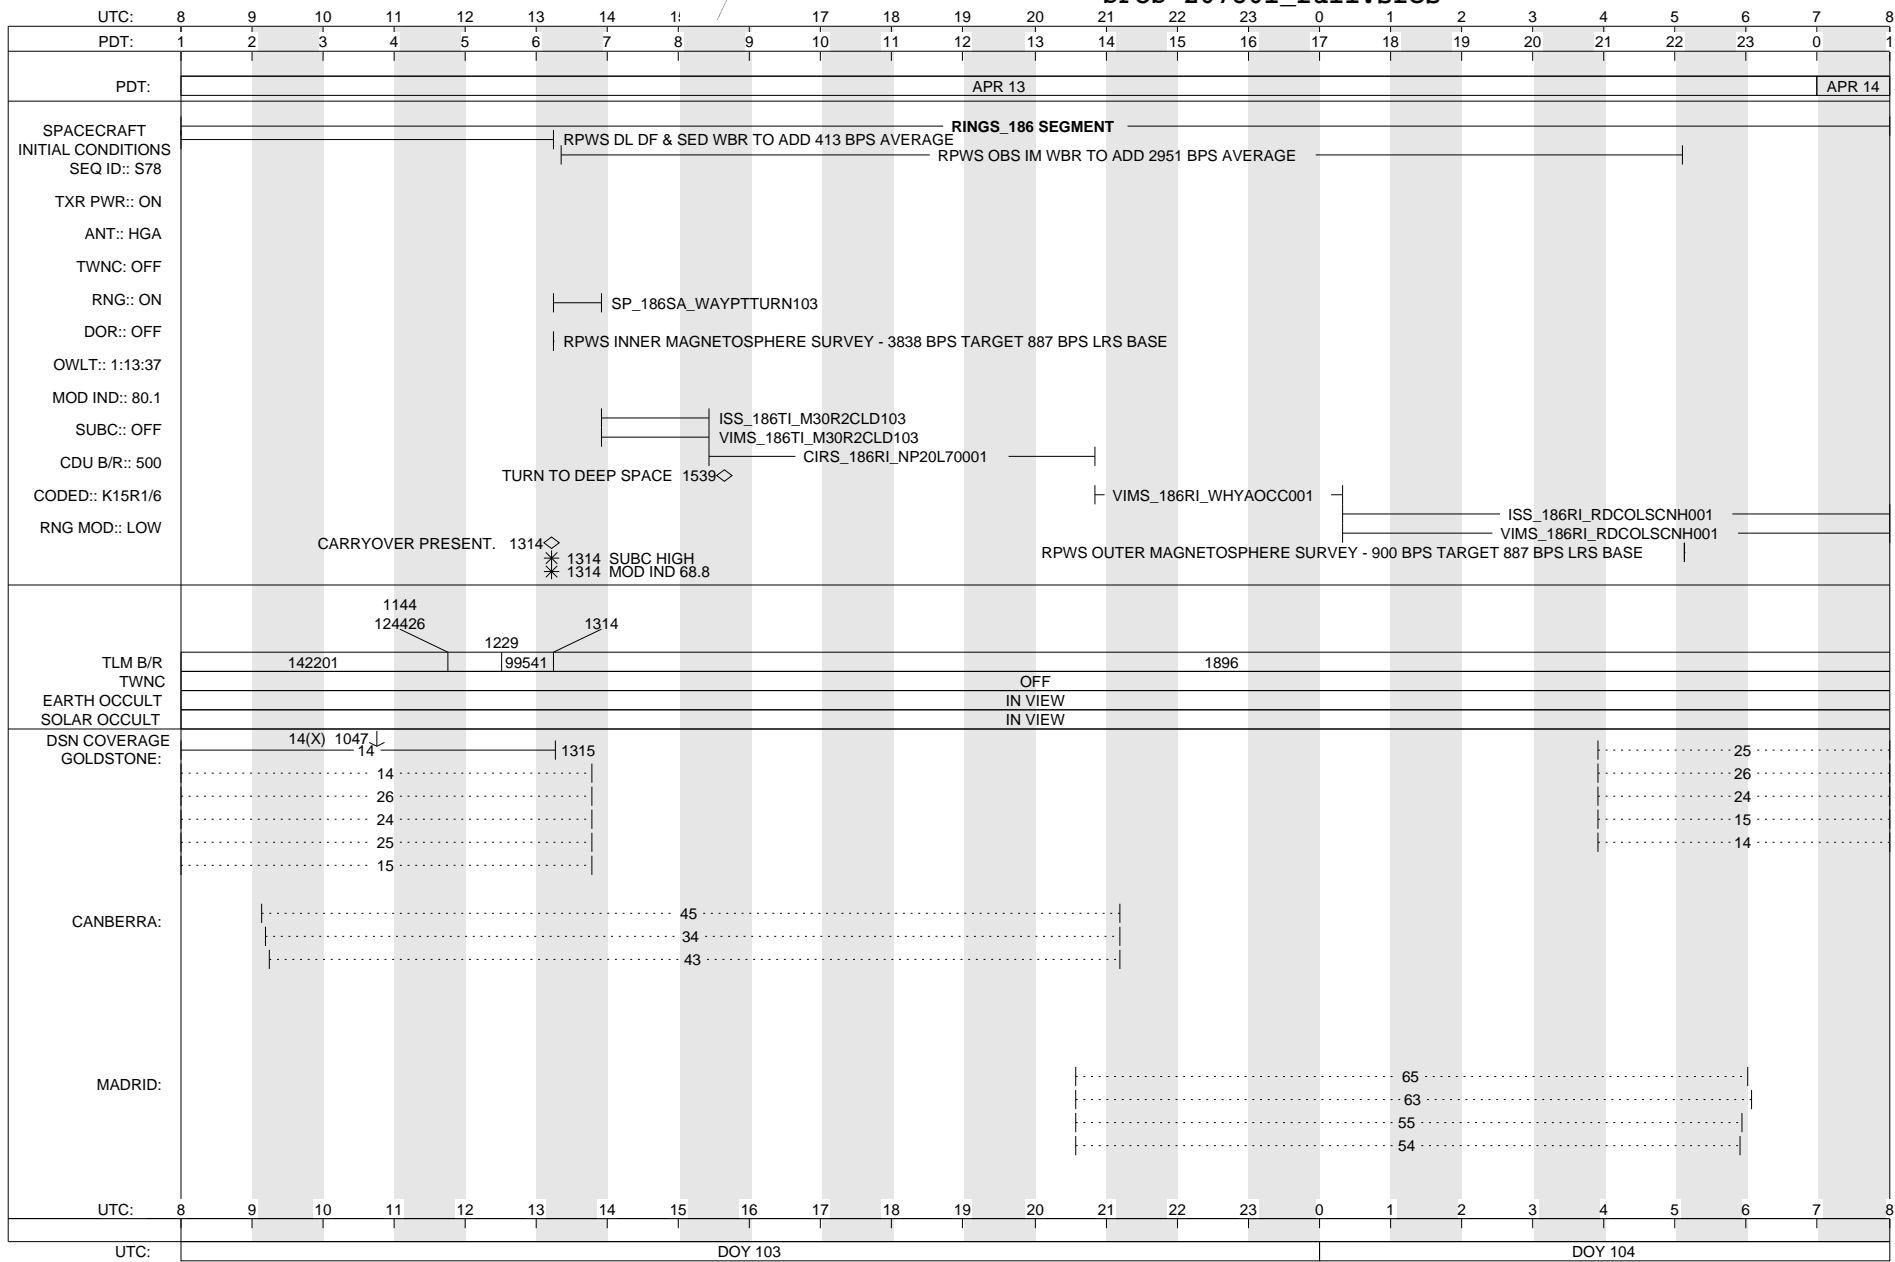 UTC: 8 9 10 11 12 13 14 17 18 19 20 21 22 23 0 1 2 3 4 5 6 7 8
PDT: 1 2 3 4 5 6 7 8 9 10 11 12 13 14 15 16 17 18 19 20 21 22 23 0 1
PDT: APR 13 APR 14
SPACECRAFT
INITIAL CONDITIONS
RINGS_186 SEGMENT
RPWS DL DF & SED WBR TO ADD 413 BPS AVERAGE
RPWS OBS IM WBR TO ADD 2951 BPS AVERAGE
SEQ ID:: S78
TXR PWR:: ON
ANT:: HGA
TWNC: OFF
RNG:: ON
SP_186SA_WAYPTTURN103
DOR:: OFF
RPWS INNER MAGNETOSPHERE SURVEY - 3838 BPS TARGET 887 BPS LRS BASE
OWLT:: 1:13:37
MOD IND:: 80.1
ISS_186TI_M30R2CLD103
SUBC:: OFF
VIMS_186TI_M30R2CLD103
CDU B/R:: 500
CIRS_186RI_NP20L70001
TURN TO DEEP SPACE 1539
CODED:: K15R1/6
VIMS_186RI_WHYAOCC001
ISS_186RI_RDCOLSCNH001
RNG MOD:: LOW
VIMS_186RI_RDCOLSCNH001
CARRYOVER PRESENT. 1314
RPWS OUTER MAGNETOSPHERE SURVEY - 900 BPS TARGET 887 BPS LRS BASE
1314 SUBC HIGH
1314 MOD IND 68.8
1144
124426 1314
1229
TLM B/R 142201 99541 1896
TWNC OFF
EARTH OCCULT IN VIEW
SOLAR OCCULT IN VIEW
DSN COVERAGE
14(X) 1047
GOLDSTONE: 14 1315 25
14 26
26 24
24 15
25 14
15
CANBERRA:
45
34
43
MADRID:
65
63
55
54
UTC: 8 9 10 11 12 13 14 15 16 17 18 19 20 21 22 23 0 1 2 3 4 5 6 7 8
UTC: DOY 103 DOY 104